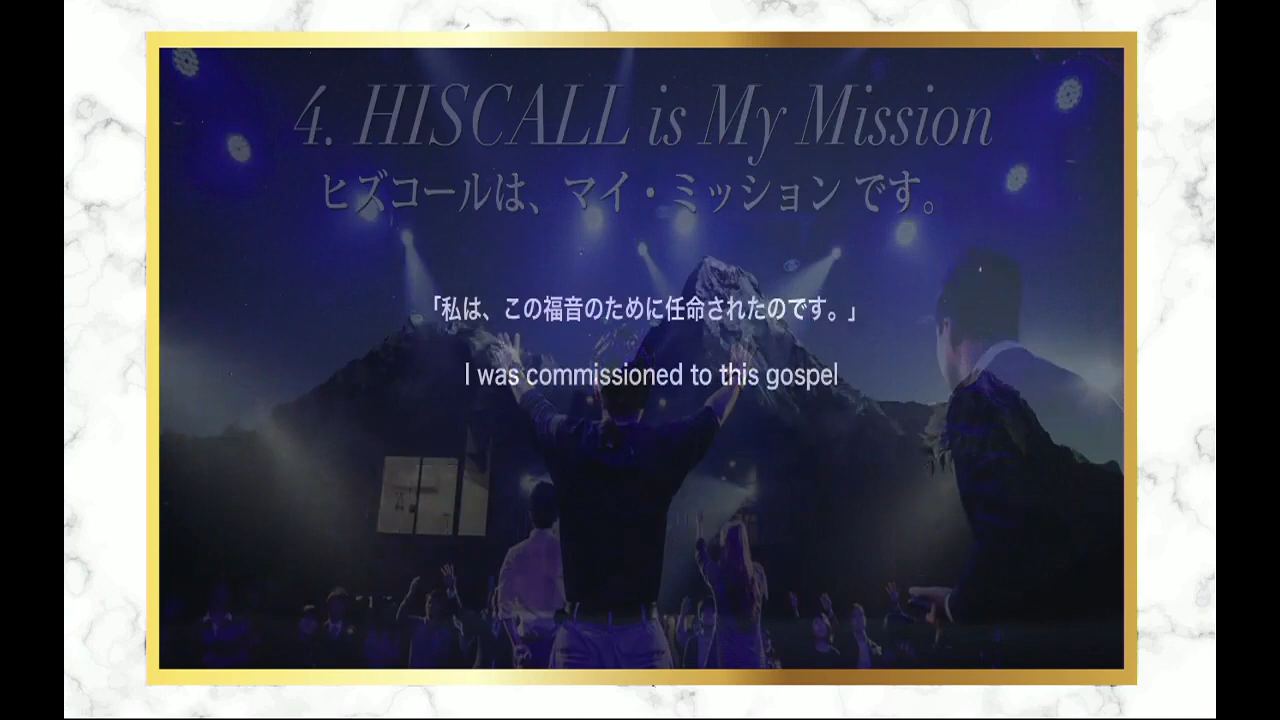 4. HISCALL is My Mission
ヒズコールは、マイ・ミッション です。
「私は、この福音のために任命されたのです。」
I was commissioned to this gospel